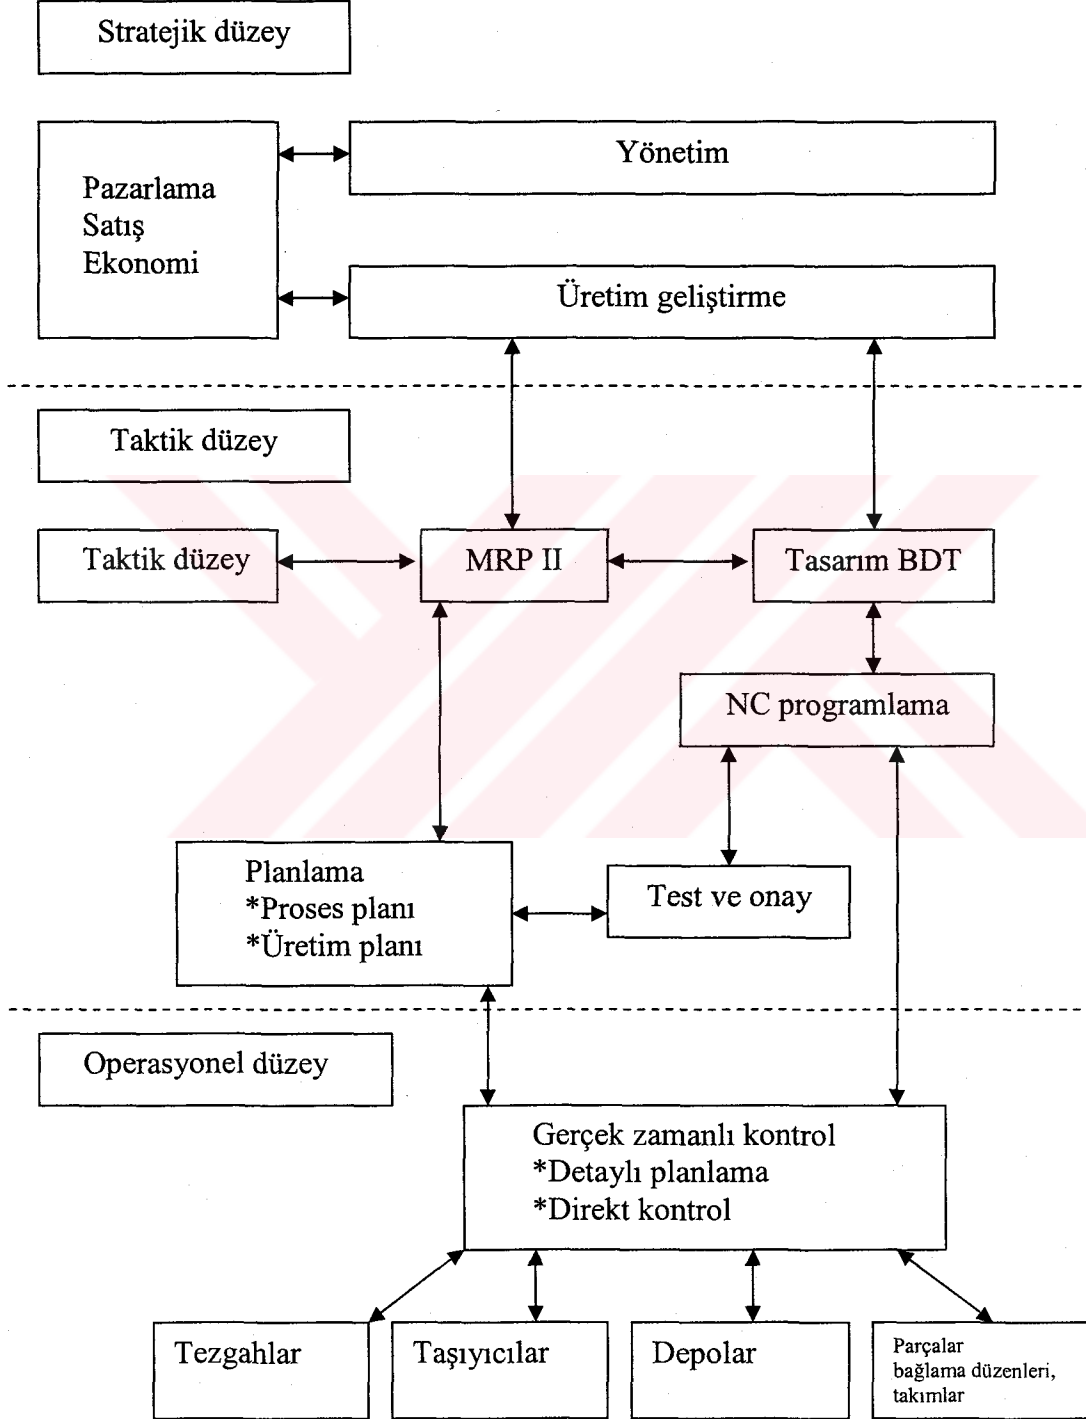 Stratejik düzey
Pazarlama
Satış
Ekonomi
Yönetim
Üretim geliştirme
Taktik düzey
Taktik düzey
MRP II
Tasarım BDT
NC programlama
Planlama
*Proses planı
*Üretim planı
Test ve onay
Operasyonel düzey
Gerçek zamanlı kontrol
*Detaylı planlama
*Direkt kontrol
Tezgahlar
Taşıyıcılar
Depolar
Parçalar
bağlama düzenleri,
takımlar